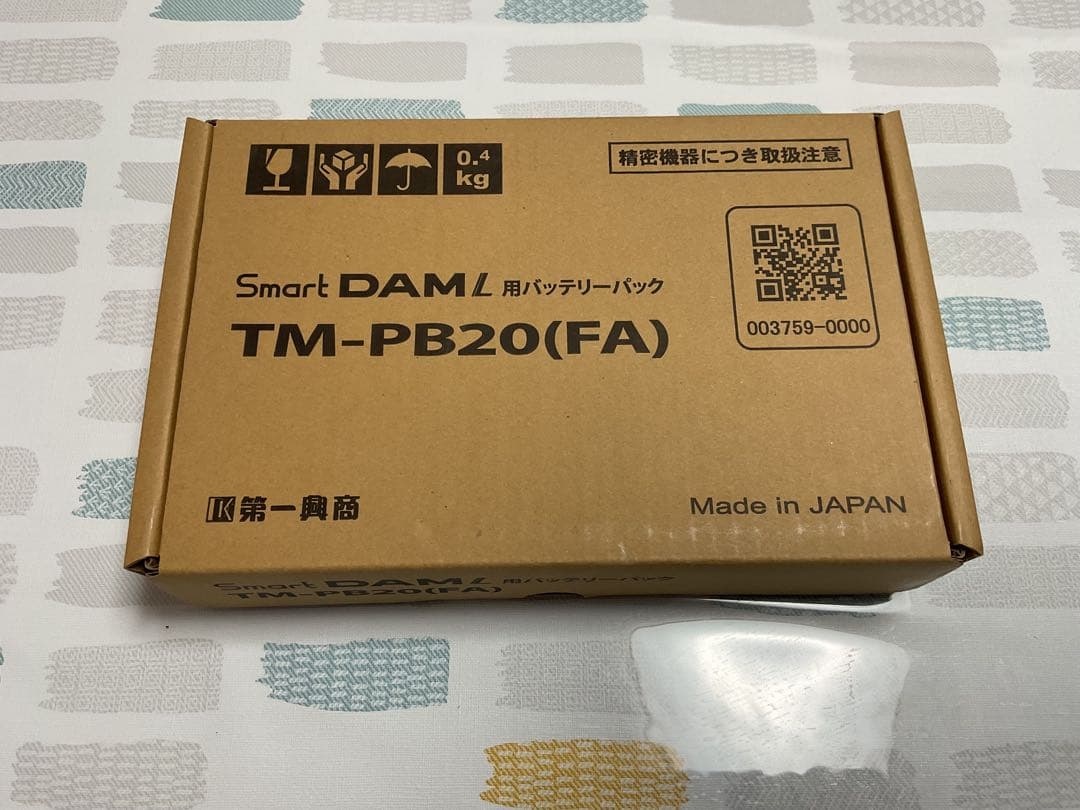 0.4 kg
精密機器につき取扱注意
Smart DAM L 用バッテリーパック
TM-PB20(FA)
003759-0000
第一興商
Made in JAPAN
Smart DAM L 用バッテリーパック
TM-PB20(FA)